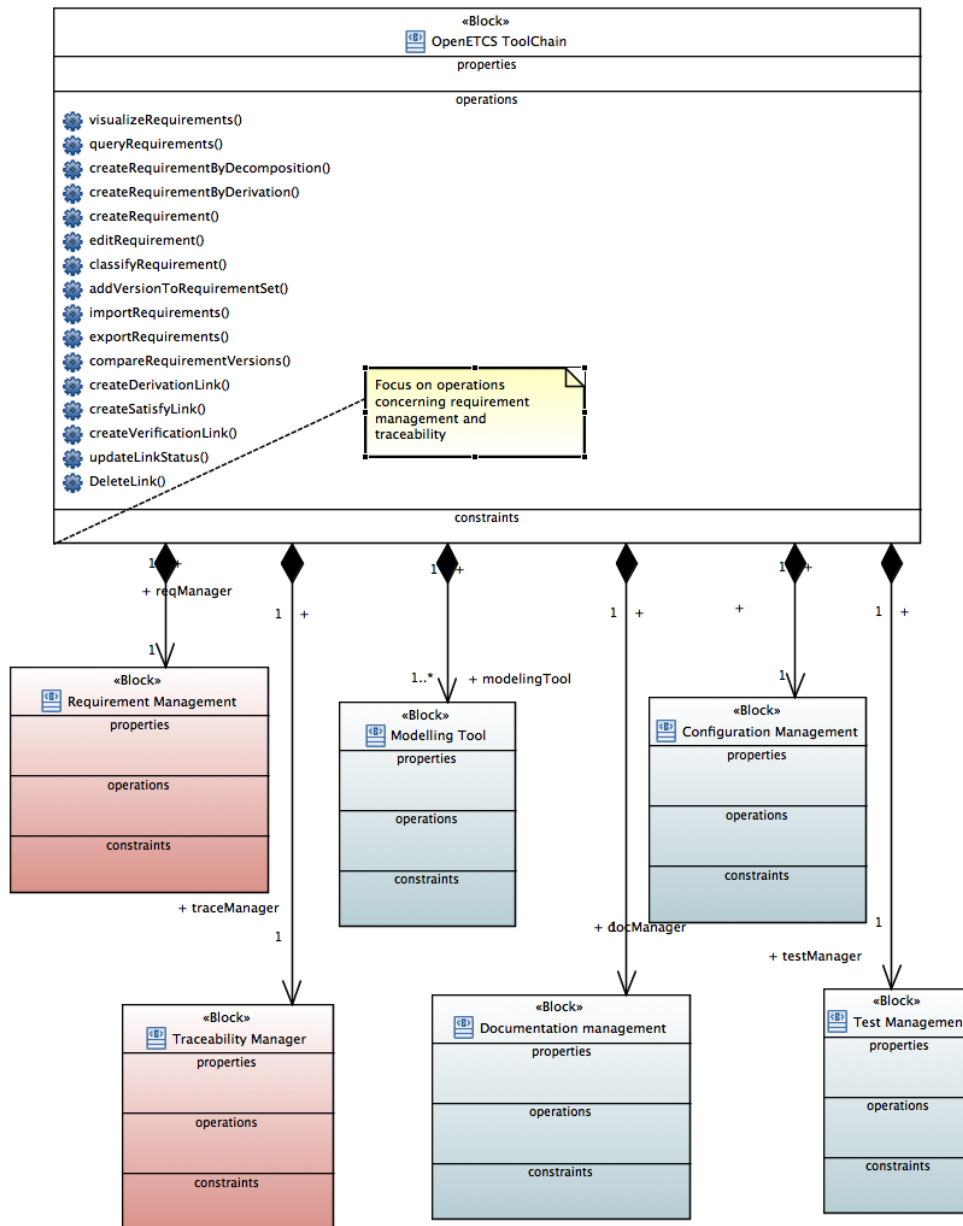 «Block»
OpenETCS ToolChain
properties
operations
visualizeRequirements()
queryRequirements()
createRequirementByDecomposition()
createRequirementByDerivation()
createRequirement()
editRequirement()
classifyRequirement()
addVersionToRequirementSet()
importRequirements()
exportRequirements()
compareRequirementVersions()
createDerivationLink()
createSatisfyLink()
createVerificationLink()
updateLinkStatus()
DeleteLink()
Focus on operations
concerning requirement
management and
traceability
constraints
1 +
+ reqManager
1
1 +
1 +
1 +
1 +
+
1 +
1
«Block»
Requirement Management
properties
operations
constraints
1..* + modelingTool
«Block»
Modelling Tool
properties
operations
constraints
«Block»
Configuration Management
properties
operations
constraints
+ traceManager
1
+ docManager
1
1
+ testManager
«Block»
Traceability Manager
properties
operations
constraints
«Block»
Documentation management
properties
operations
constraints
«Block»
Test Management
properties
operations
constraints